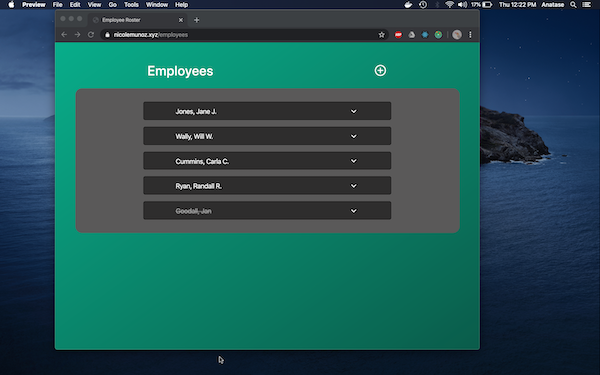 Preview File Edit View Go Tools Window Help 17% Thu 12:22 PM Anatase
Employee Roster
nicolemunoz.xyz/employees
Employees
Jones, Jane J.
Wally, Will W.
Cummins, Carla C.
Ryan, Randall R.
Goodall, Jan